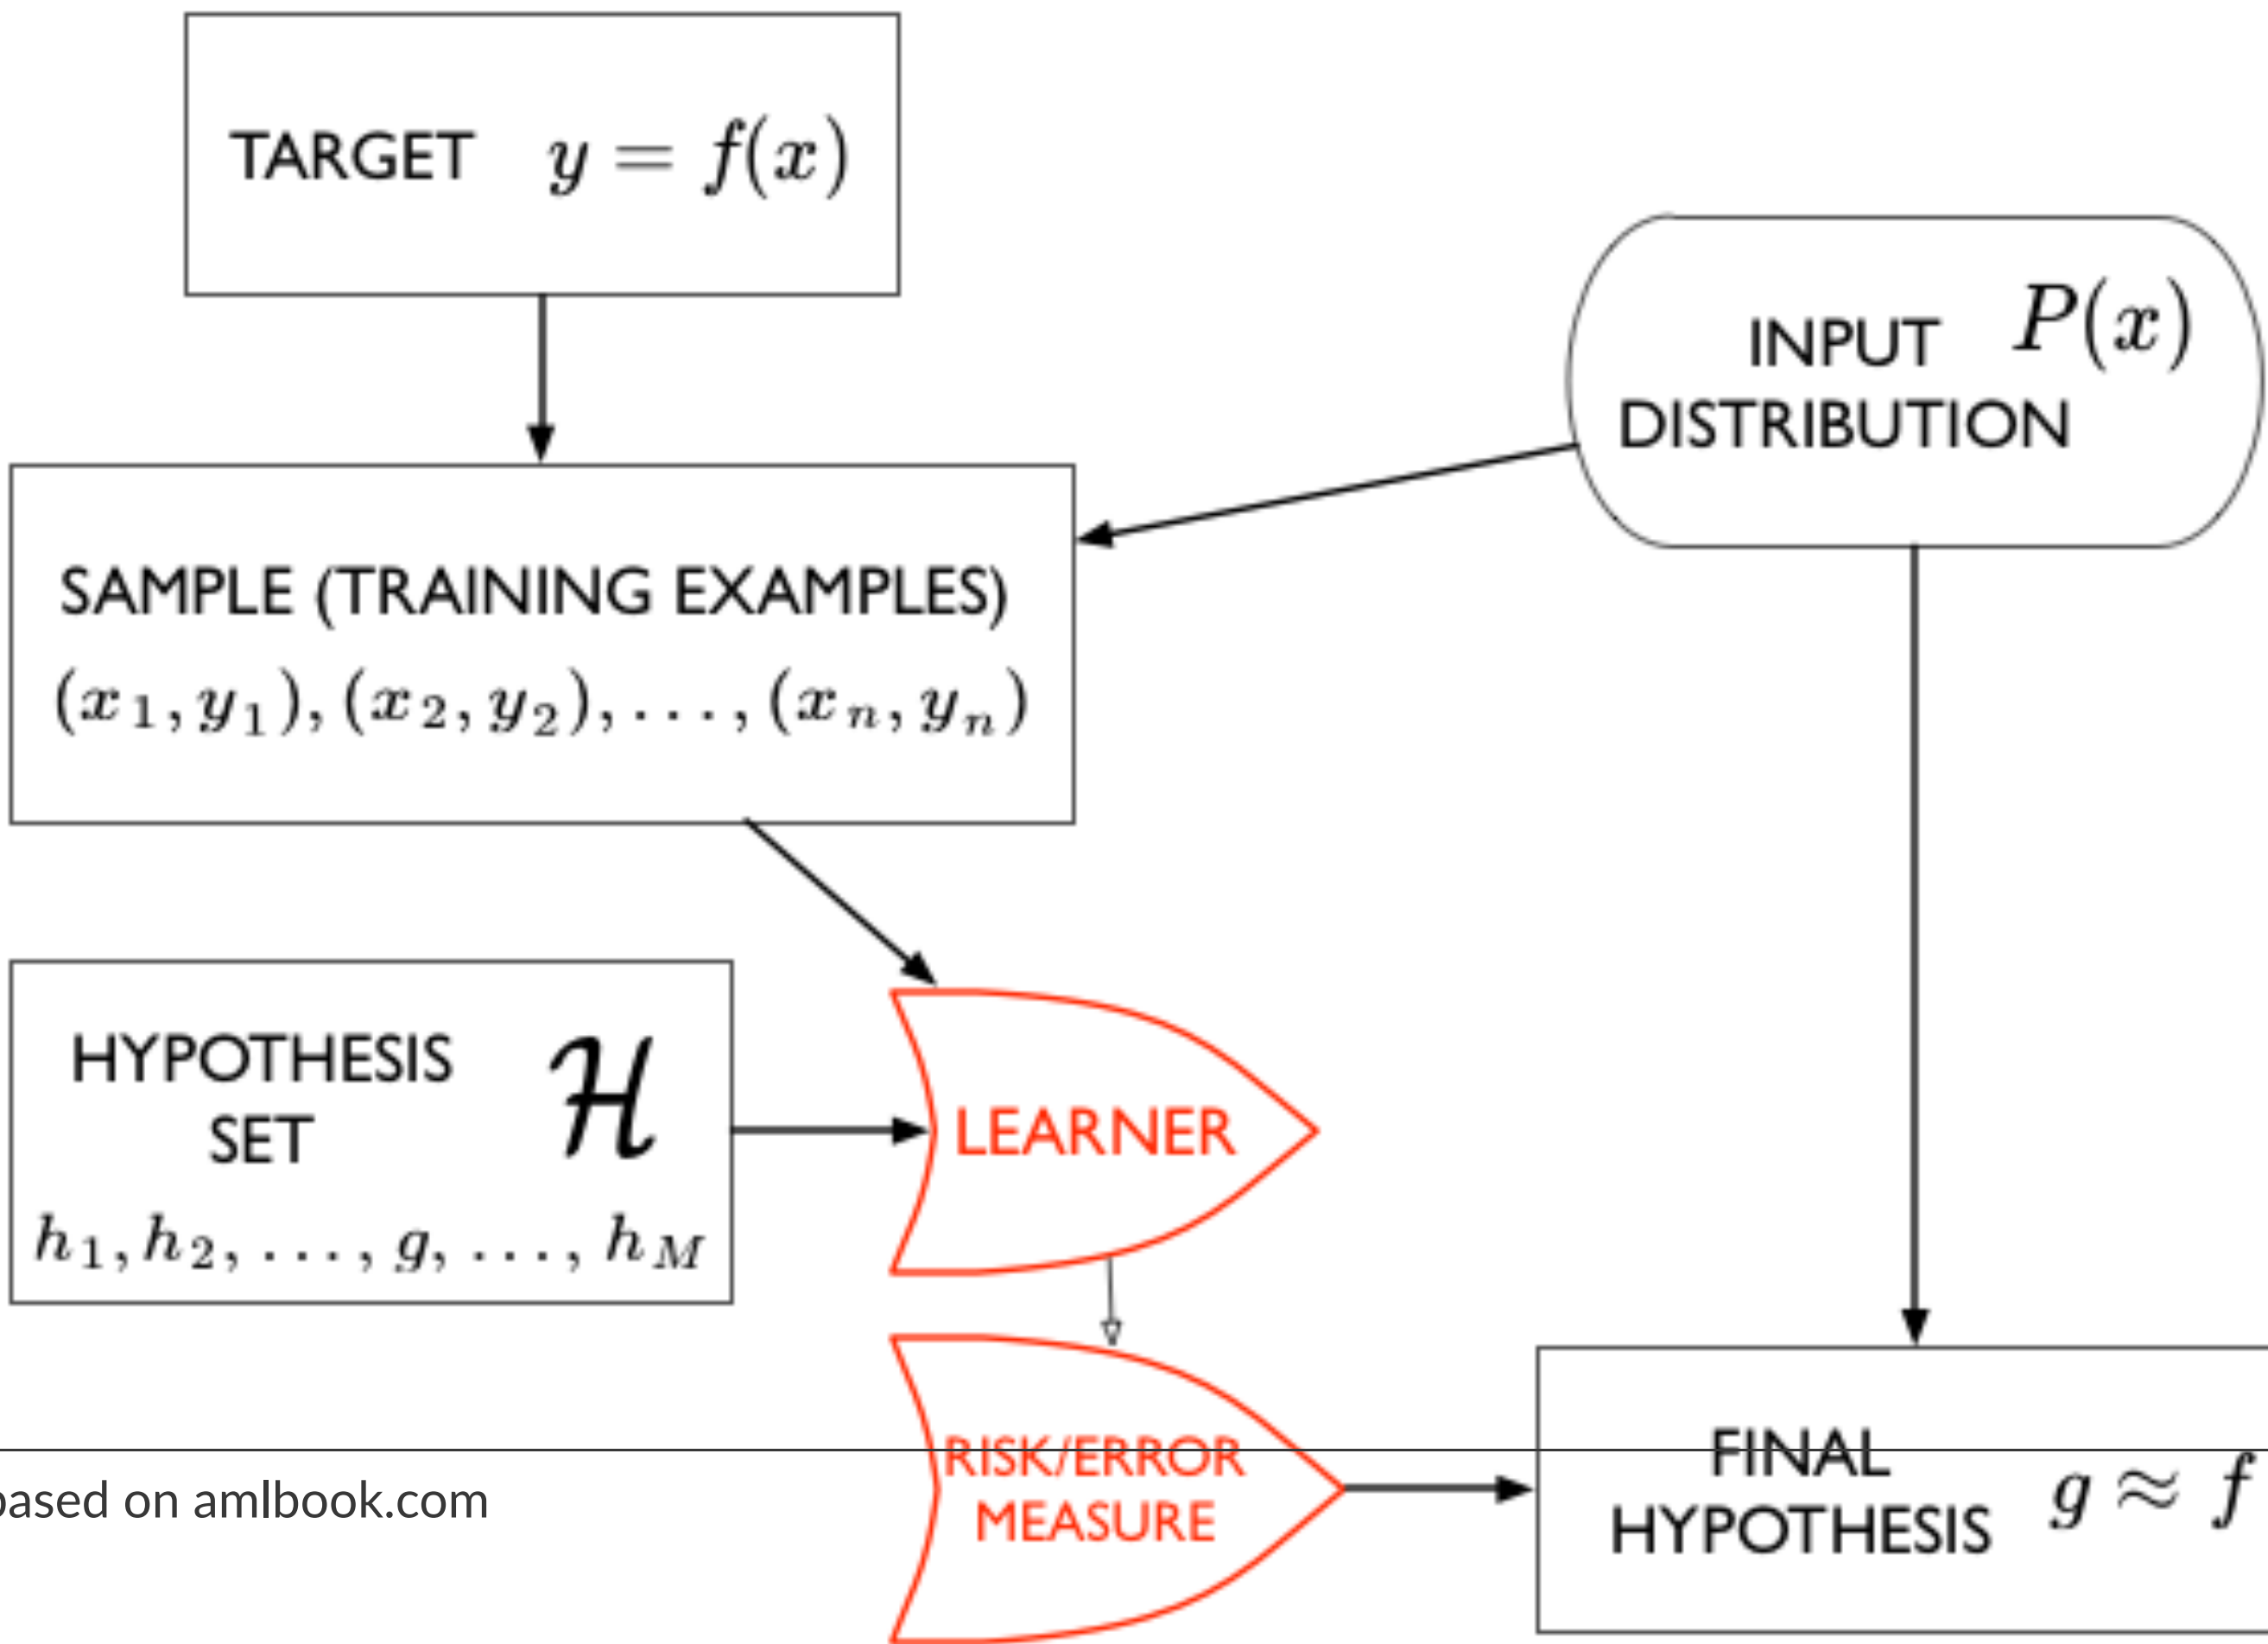 TARGET y = f(x)
INPUT P(x)
DISTRIBUTION
SAMPLE (TRAINING EXAMPLES)
(x₁, y₁), (x₂, y₂), . . . , (xₙ, yₙ)
HYPOTHESIS
SET ℋ
h₁, h₂, . . . , g, . . . , h_M
LEARNER
RISK/ERROR
MEASURE
FINAL
HYPOTHESIS g ≈ f
ased on amlbook.com